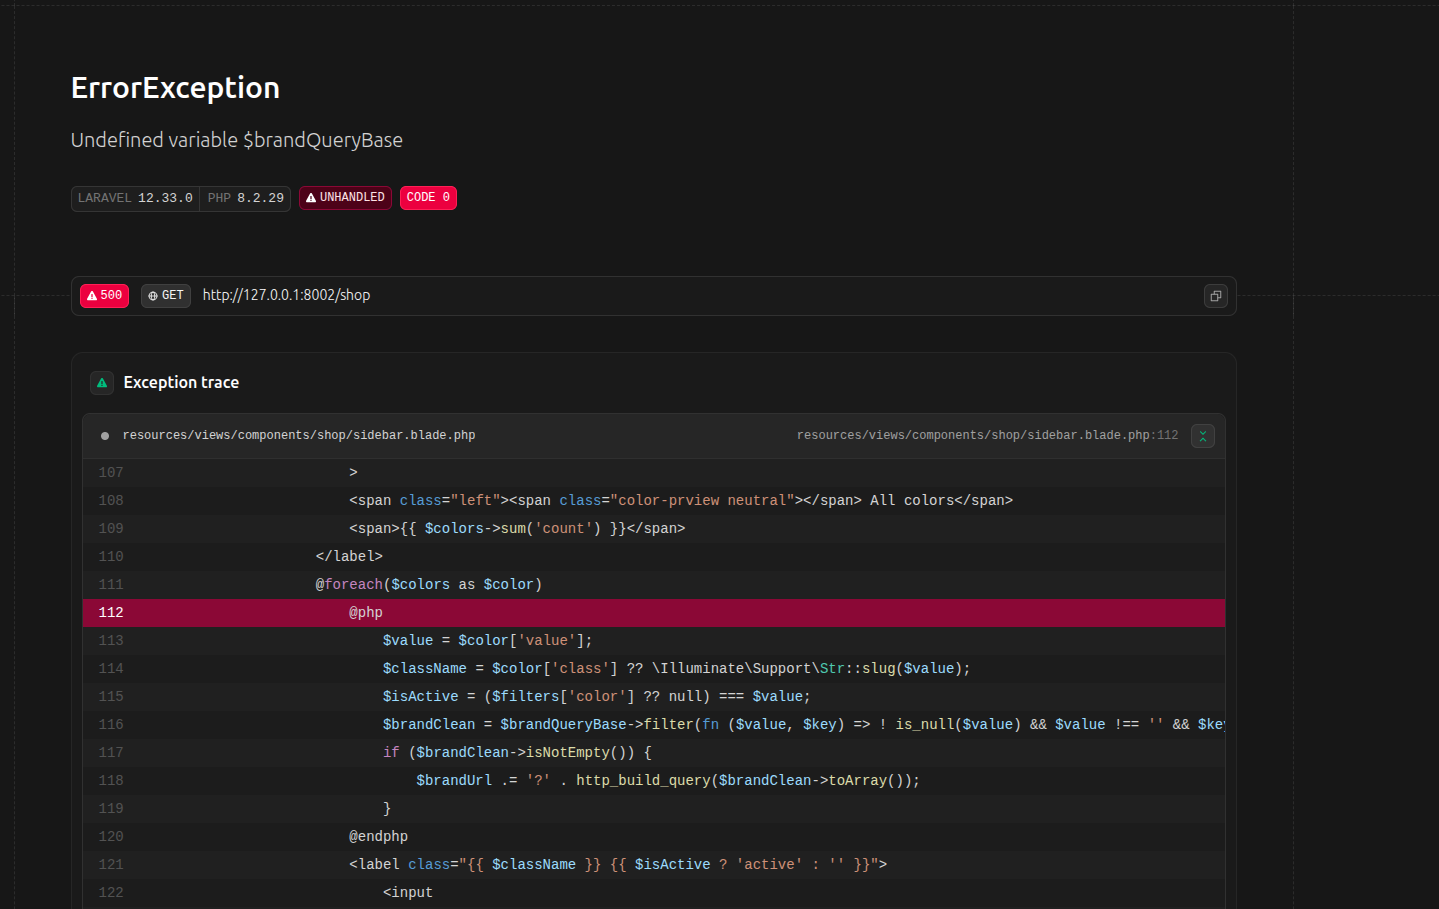 ErrorException
Undefined variable $brandQueryBase
LARAVEL 12.33.0 PHP 8.2.29 UNHANDLED CODE 0
500 GET http://127.0.0.1:8002/shop
Exception trace
resources/views/components/shop/sidebar.blade.php resources/views/components/shop/sidebar.blade.php:112
107 >
108 <span class="left"><span class="color-prview neutral"></span> All colors</span>
109 <span>{{ $colors->sum('count') }}</span>
110 </label>
111 @foreach($colors as $color)
112 @php
113 $value = $color['value'];
114 $className = $color['class'] ?? \Illuminate\Support\Str::slug($value);
115 $isActive = ($filters['color'] ?? null) === $value;
116 $brandClean = $brandQueryBase->filter(fn ($value, $key) => ! is_null($value) && $value !== '' && $key
117 if ($brandClean->isNotEmpty()) {
118 $brandUrl .= '?' . http_build_query($brandClean->toArray());
119 }
120 @endphp
121 <label class="{{ $className }} {{ $isActive ? 'active' : '' }}">
122 <input